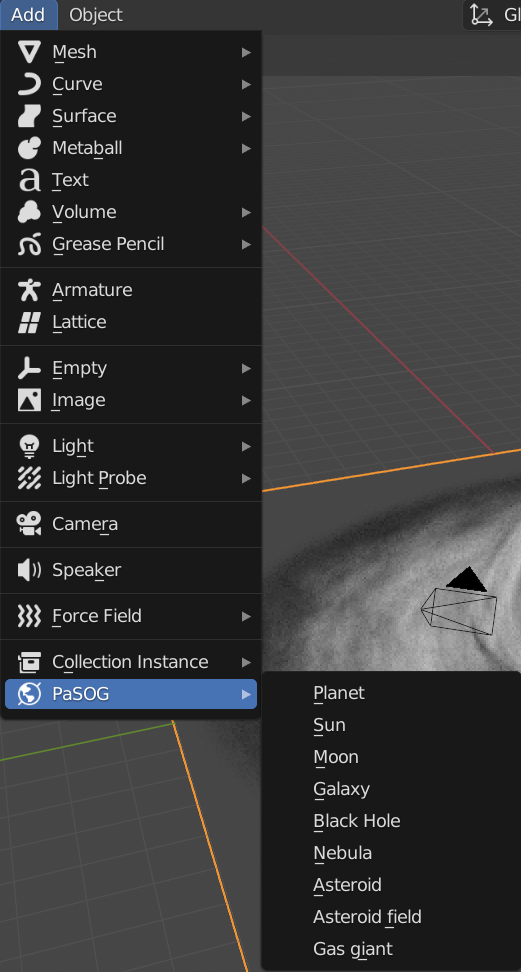 Add Object Gl
Mesh
Curve
Surface
Metaball
Text
Volume
Grease Pencil
Armature
Lattice
Empty
Image
Light
Light Probe
Camera
Speaker
Force Field
Collection Instance
PaSOG
Planet
Sun
Moon
Galaxy
Black Hole
Nebula
Asteroid
Asteroid field
Gas giant